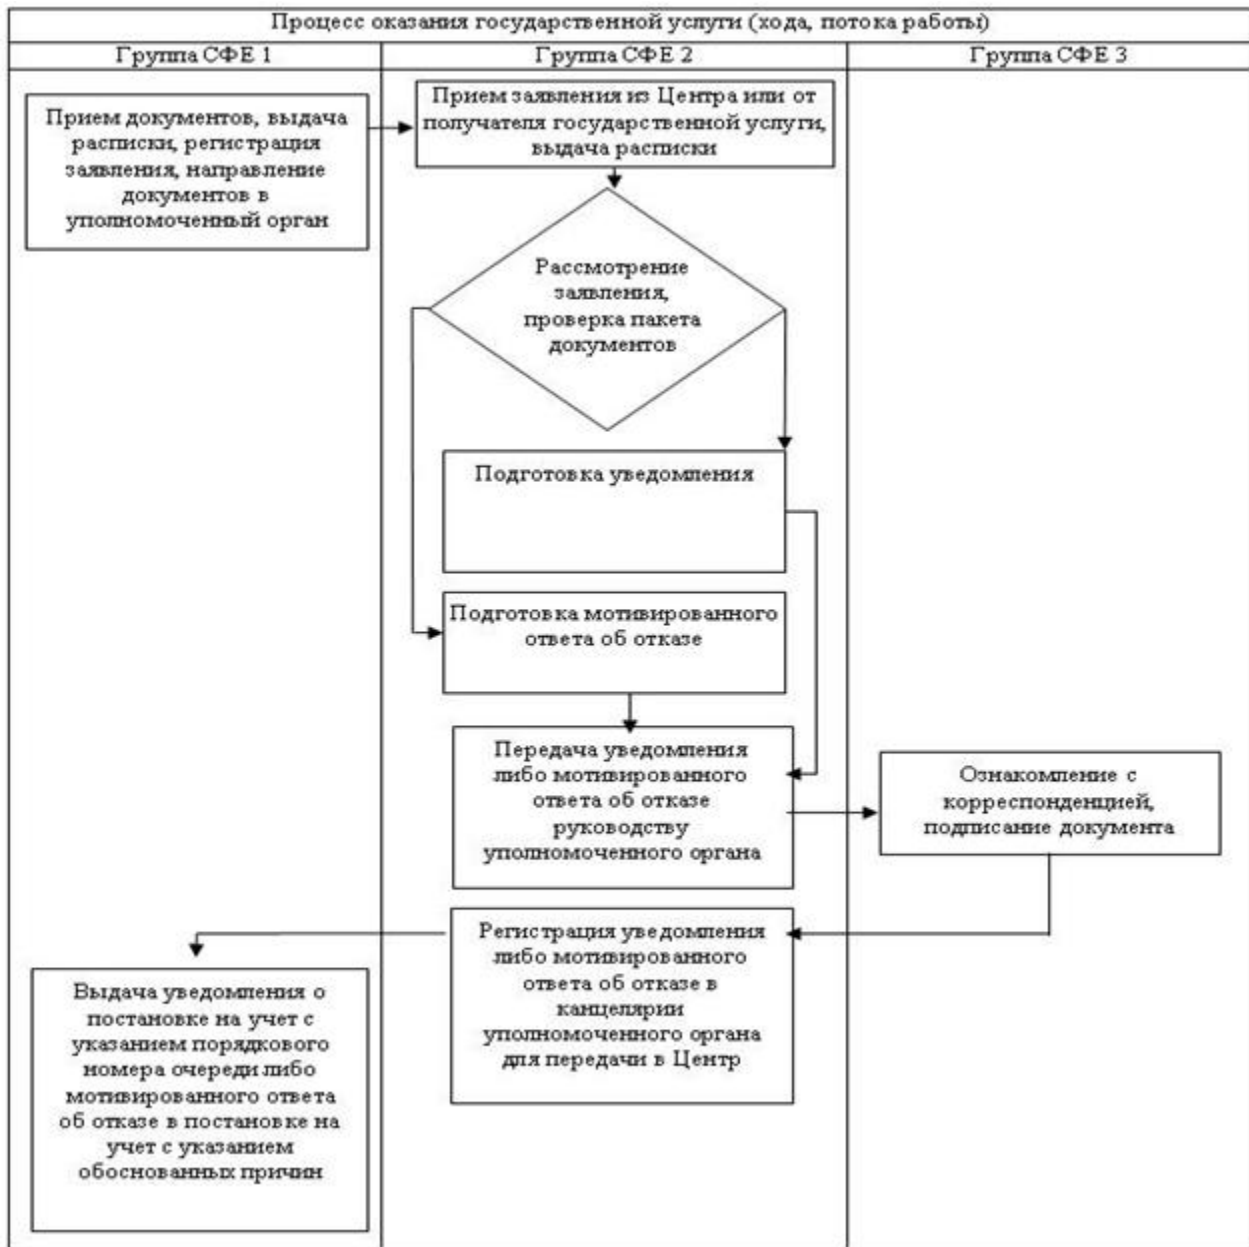 Процесс оказания государственной услуги (хода, потока работы)
Группа СФЕ 1
Группа СФЕ 2
Группа СФЕ 3
Прием документов, выдача
расписки, регистрация
заявления, направление
документов в
уполномоченный орган
Прием заявления из Центра или от
получателя государственной услуги,
выдача расписки
Рассмотрение
заявления,
проверка пакета
документов
Подготовка уведомления
Подготовка мотивированного
ответа об отказе
Передача уведомления
либо мотивированного
ответа об отказе
руководству
уполномоченного органа
Ознакомление с
корреспонденцией,
подписание документа
Регистрация уведомления
либо мотивированного
ответа об отказе в
канцелярии
уполномоченного органа
для передачи в Центр
Выдача уведомления о
постановке на учет с
указанием порядкового
номера очереди либо
мотивированного ответа
об отказе в постановке на
учет с указанием
обоснованных причин